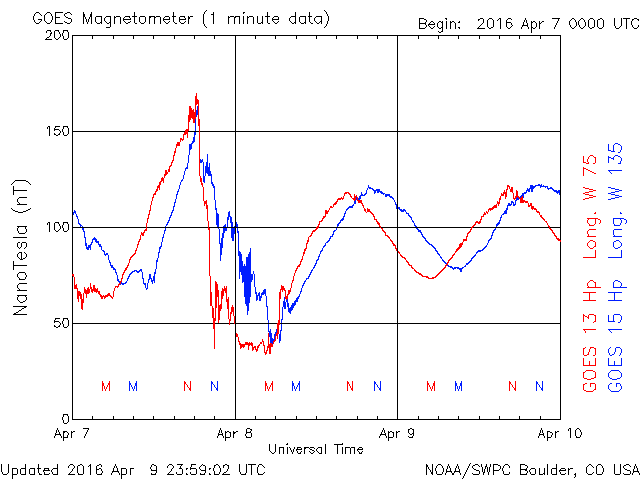 GOES Magnetometer (1 minute data)
Begin: 2016 Apr 7 0000 UTC
200
150
100
50
0
NanoTesla (nT)
M M N N M M N N M M N N
Apr 7 Apr 8 Apr 9 Apr 10
Universal Time
GOES 13 Hp Long. W 75
GOES 15 Hp Long. W 135
Updated 2016 Apr 9 23:59:02 UTC
NOAA/SWPC Boulder, CO USA